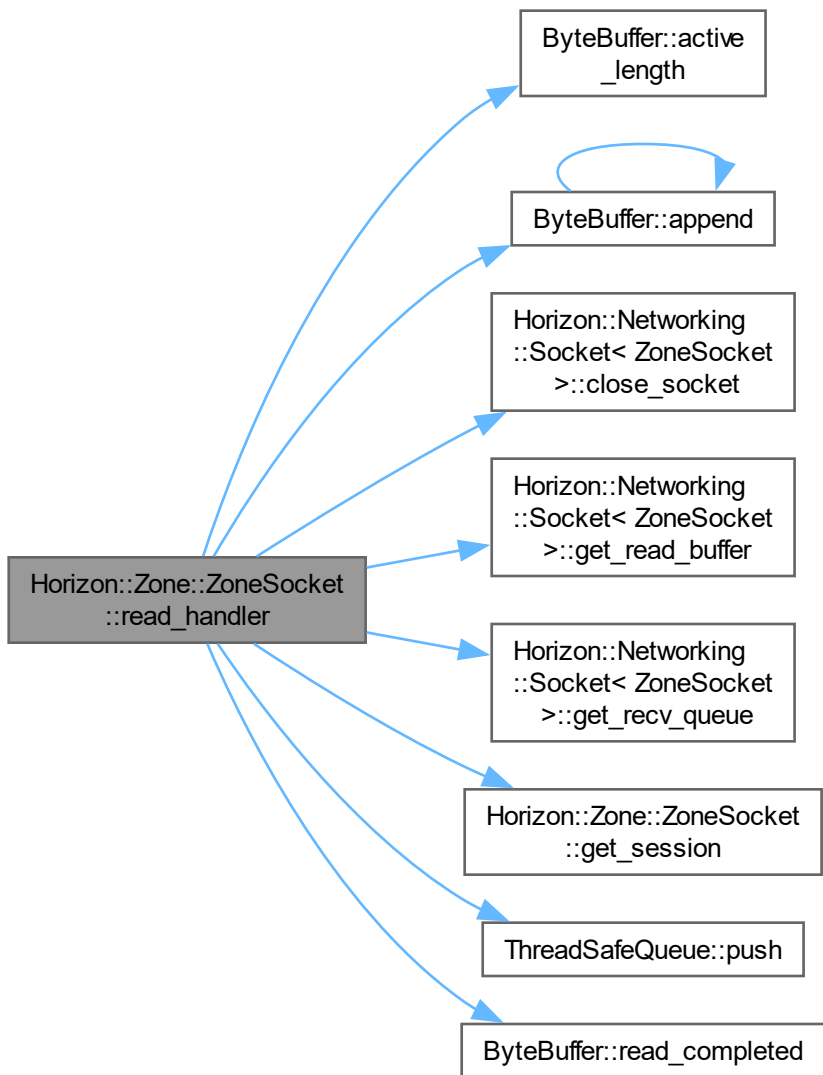 ByteBuffer::active
_length
ByteBuffer::append
Horizon::Networking
::Socket< ZoneSocket
>::close_socket
Horizon::Networking
::Socket< ZoneSocket
>::get_read_buffer
Horizon::Zone::ZoneSocket
::read_handler
Horizon::Networking
::Socket< ZoneSocket
>::get_recv_queue
Horizon::Zone::ZoneSocket
::get_session
ThreadSafeQueue::push
ByteBuffer::read_completed